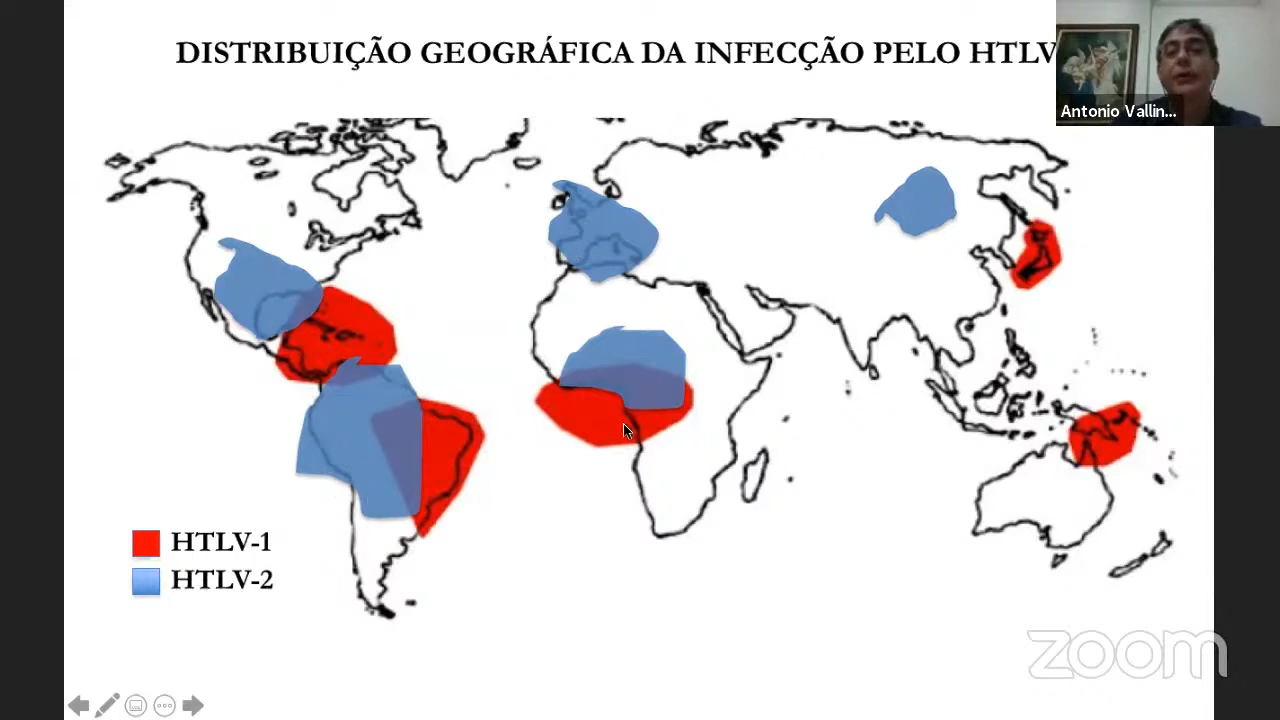 DISTRIBUIÇÃO GEOGRÁFICA DA INFECÇÃO PELO HTLV
Antonio Vallin...
HTLV-1
HTLV-2
zoom